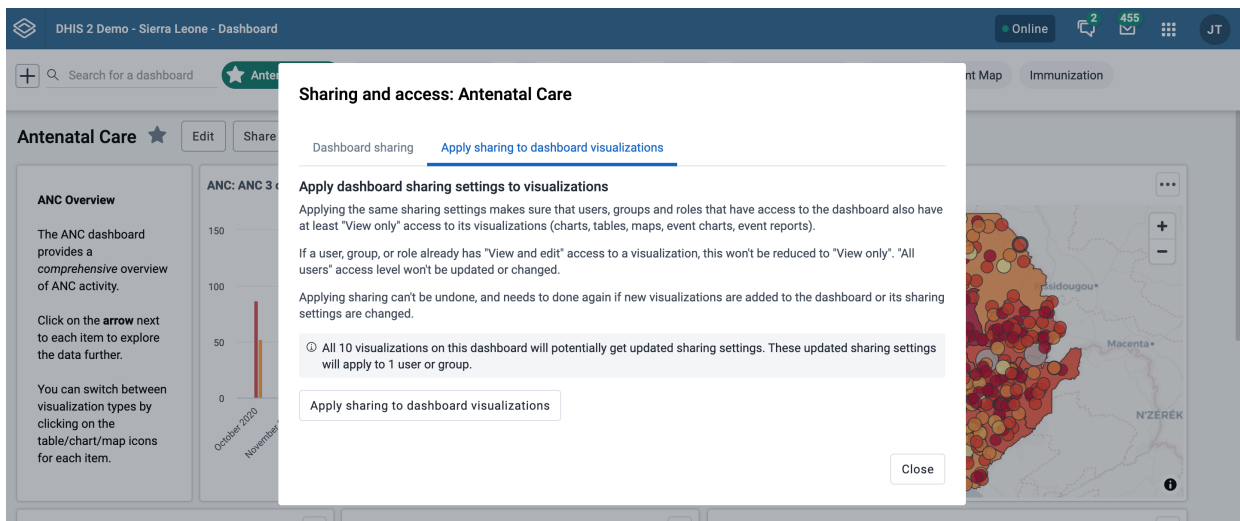 DHIS 2 Demo - Sierra Leone - Dashboard
Online
2
455
JT
Search for a dashboard
nt Map
Immunization
Sharing and access: Antenatal Care
Antenatal Care
Edit
Share
Dashboard sharing
Apply sharing to dashboard visualizations
ANC Overview
The ANC dashboard
provides a
comprehensive overview
of ANC activity.
Click on the arrow next
to each item to explore
the data further.
You can switch between
visualization types by
clicking on the
table/chart/map icons
for each item.
ANC: ANC 3
150
100
50
0
October 2020
November
Apply dashboard sharing settings to visualizations
Applying the same sharing settings makes sure that users, groups and roles that have access to the dashboard also have
at least "View only" access to its visualizations (charts, tables, maps, event charts, event reports).
If a user, group, or role already has "View and edit" access to a visualization, this won't be reduced to "View only". "All
users" access level won't be updated or changed.
Applying sharing can't be undone, and needs to done again if new visualizations are added to the dashboard or its sharing
settings are changed.
All 10 visualizations on this dashboard will potentially get updated sharing settings. These updated sharing settings
will apply to 1 user or group.
Apply sharing to dashboard visualizations
Close
Macenta
N'ZÉRÉK